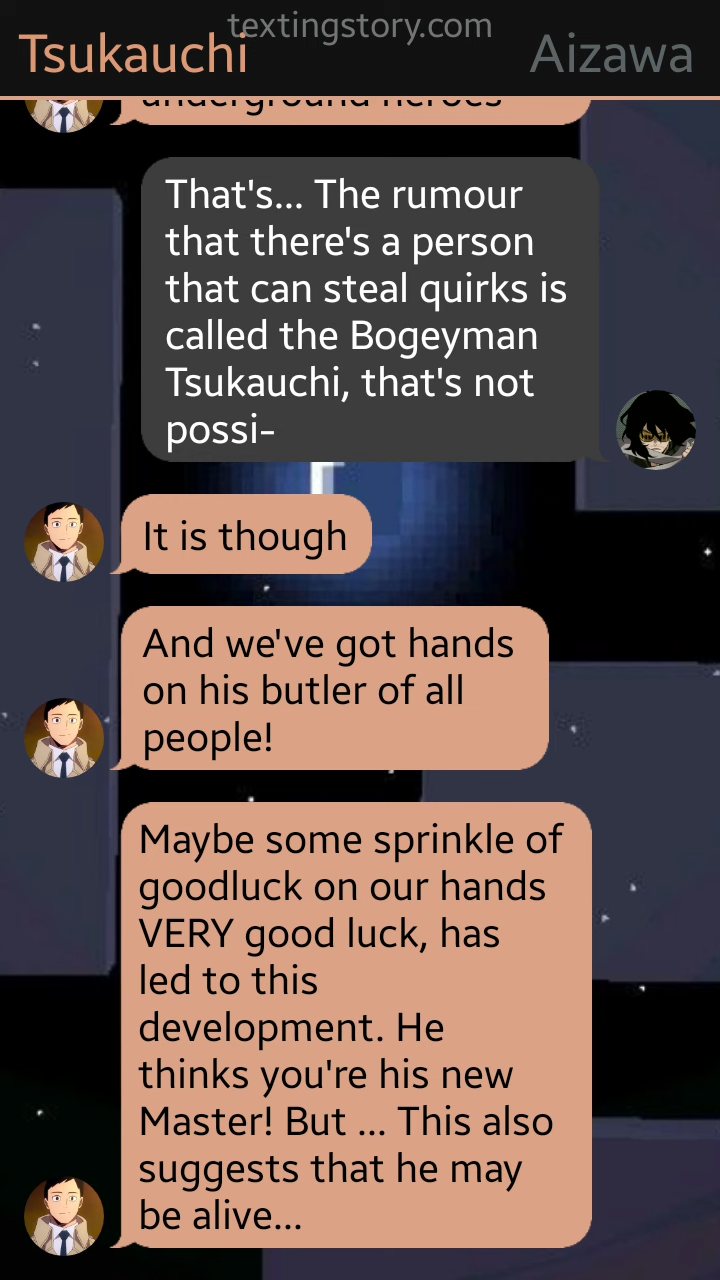 textingstory.com
Tsukauchi
Aizawa
underground heroes
That's... The rumour
that there's a person
that can steal quirks is
called the Bogeyman
Tsukauchi, that's not
possi-
It is though
And we've got hands
on his butler of all
people!
Maybe some sprinkle of
goodluck on our hands
VERY good luck, has
led to this
development. He
thinks you're his new
Master! But ... This also
suggests that he may
be alive...